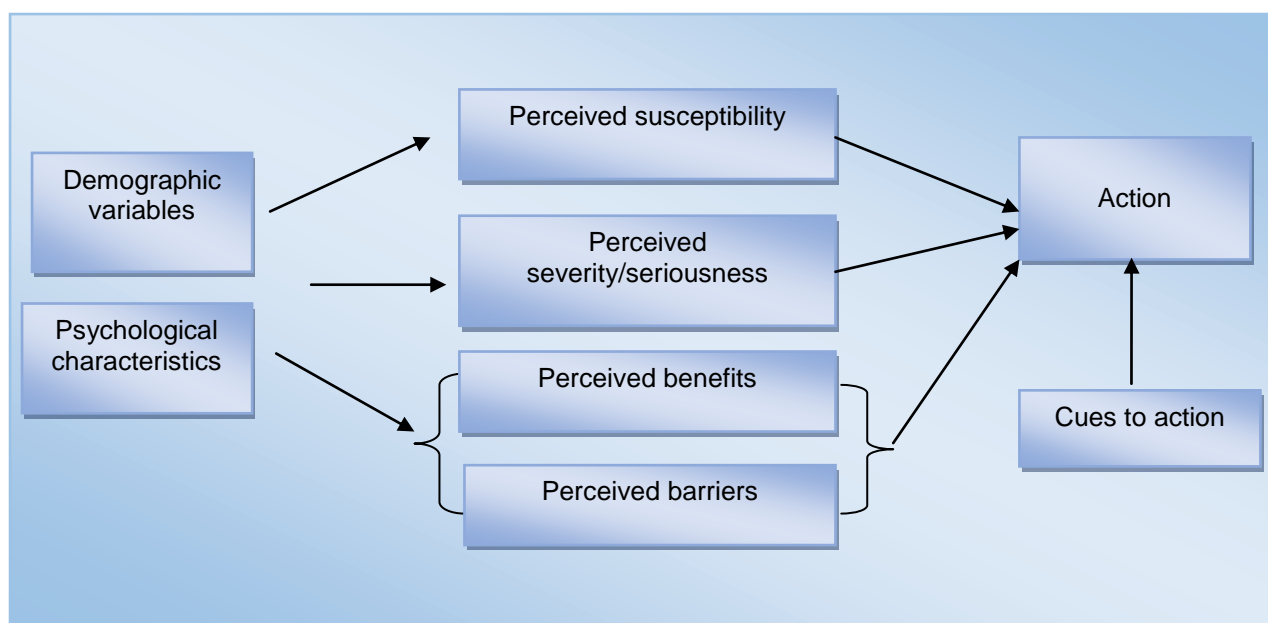 Demographic
variables
Psychological
characteristics
Perceived susceptibility
Perceived
severity/seriousness
Perceived benefits
Perceived barriers
Action
Cues to action